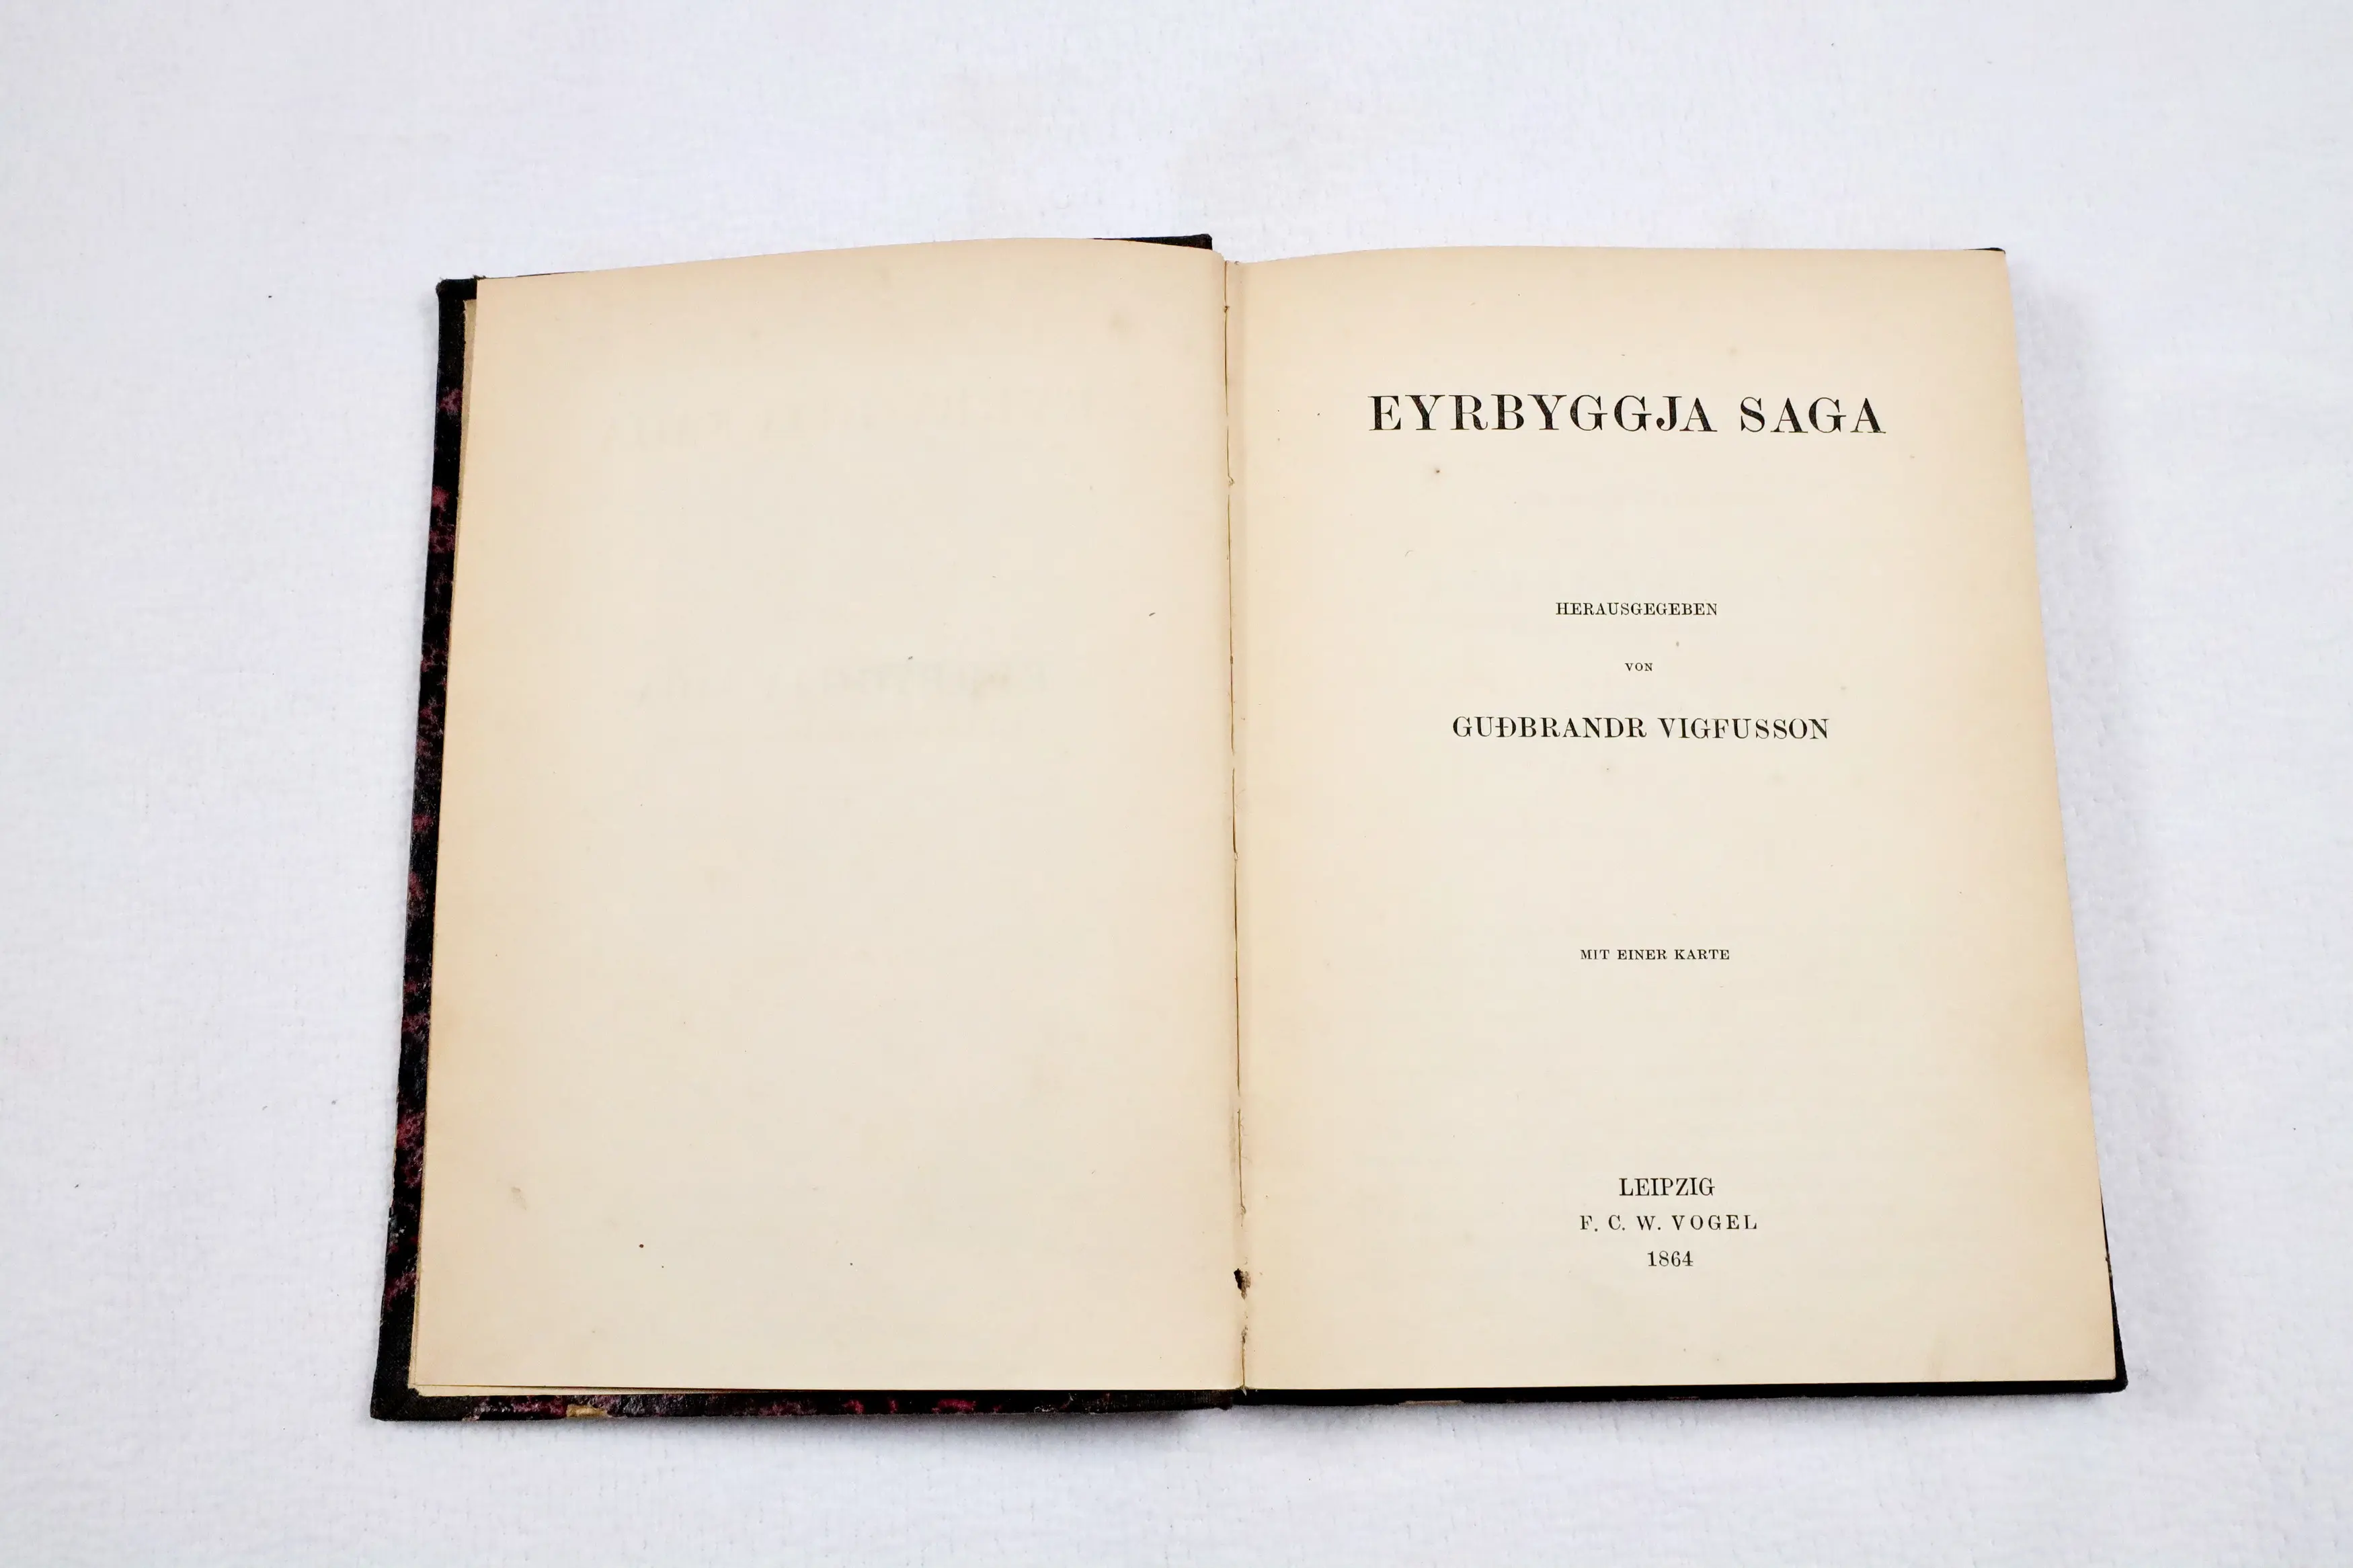 EYRBYGGJA SAGA
HERAUSGEGEBEN
VON
GUÐBRANDR VIGFUSSON
MIT EINER KARTE
LEIPZIG
F. C. W. VOGEL
1864